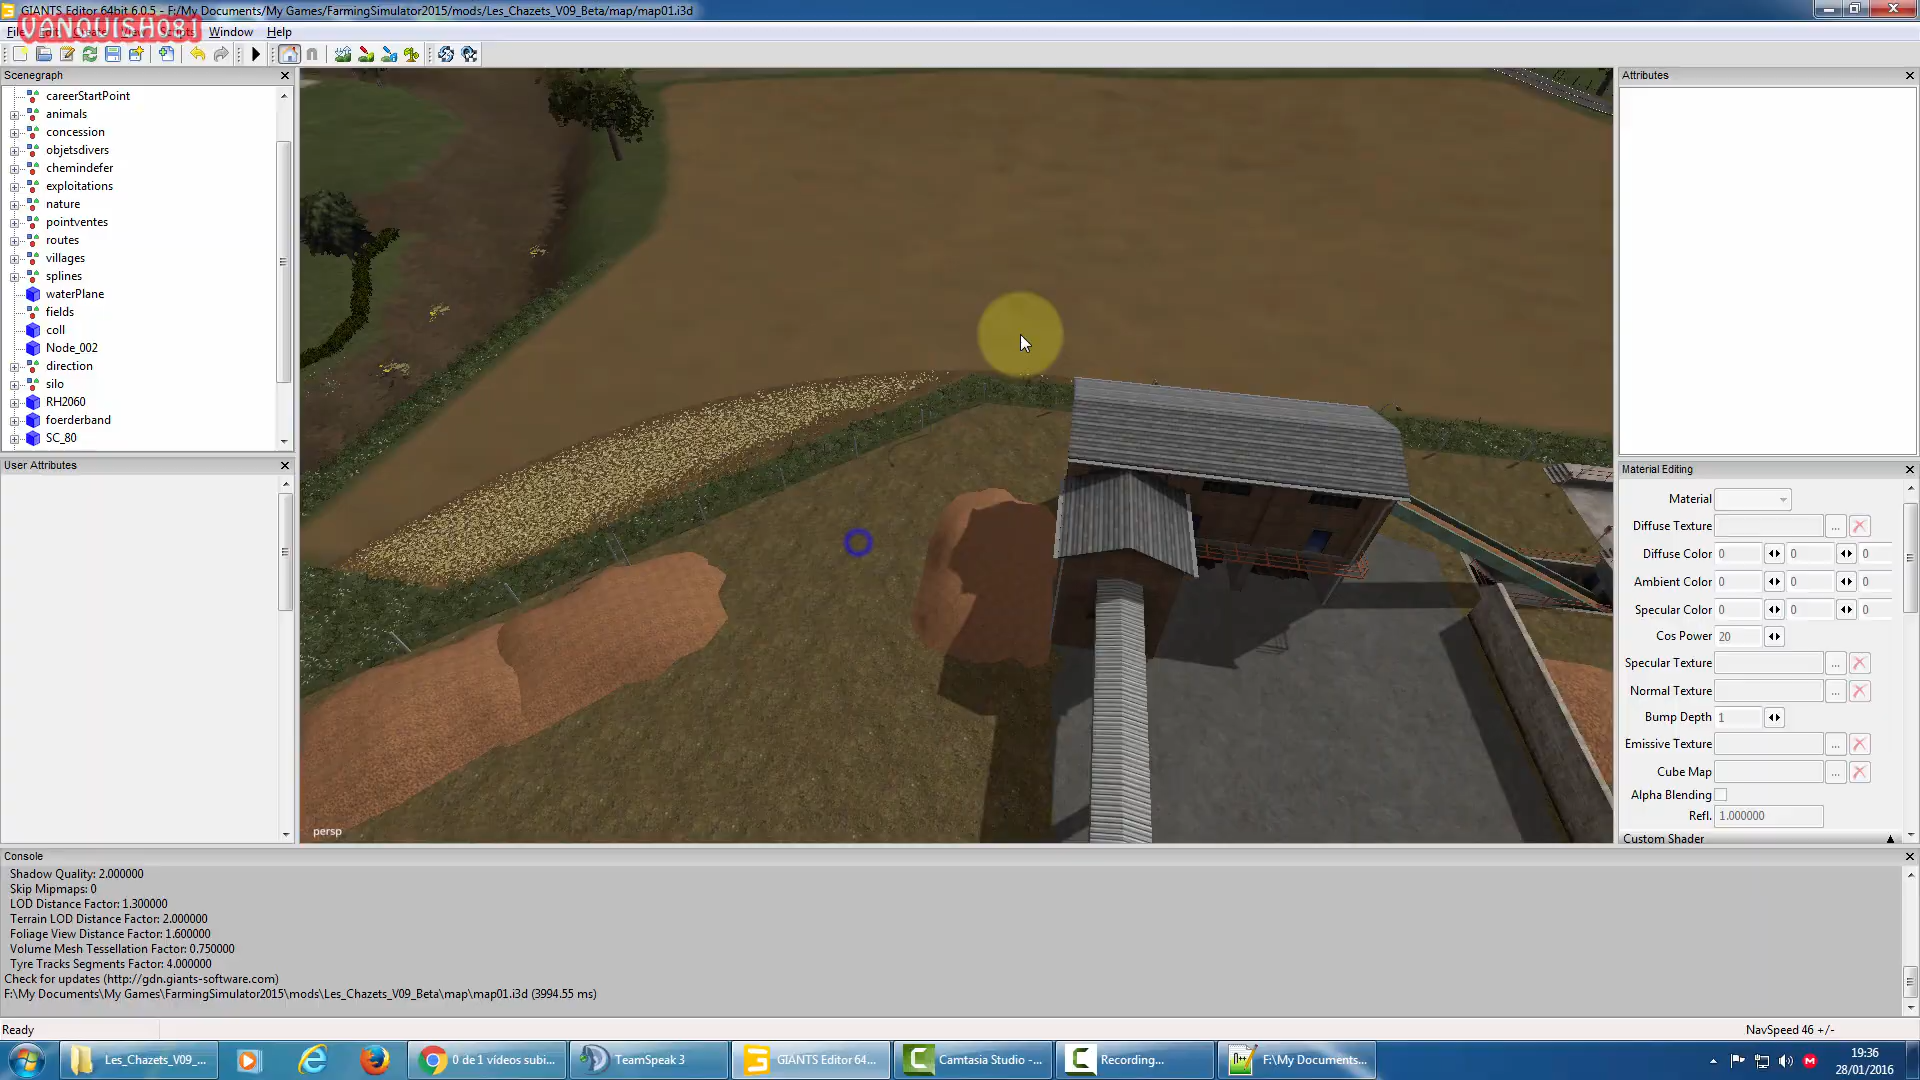 GIANTS Editor 64bit 6.0.5 - F:/My Documents/My Games/FarmingSimulator2015/mods/Les_Chazets_V09_Beta/map/map01.i3d
VANQUISH081
Window Help
Scenegraph
careerStartPoint
animals
concession
objetsdivers
chemindefer
exploitations
nature
pointventes
routes
villages
splines
waterPlane
fields
coll
Node_002
direction
silo
RH2060
foerderband
SC_80
User Attributes
persp
Attributes
Material Editing
Material
Diffuse Texture ...
Diffuse Color 0 0 0
Ambient Color 0 0 0
Specular Color 0 0 0
Cos Power 20
Specular Texture ...
Normal Texture ...
Bump Depth 1
Emissive Texture ...
Cube Map ...
Alpha Blending
Refl. 1.000000
Custom Shader
Console
Shadow Quality: 2.000000
Skip Mipmaps: 0
LOD Distance Factor: 1.300000
Terrain LOD Distance Factor: 2.000000
Foliage View Distance Factor: 1.600000
Volume Mesh Tessellation Factor: 0.750000
Tyre Tracks Segments Factor: 4.000000
Check for updates (http://gdn.giants-software.com)
F:\My Documents\My Games\FarmingSimulator2015\mods\Les_Chazets_V09_Beta\map\map01.i3d (3994.55 ms)
Ready
NavSpeed 46 +/-
Les_Chazets_V09_...
0 de 1 vídeos subi...
TeamSpeak 3
GIANTS Editor 64...
Camtasia Studio -...
Recording...
F:\My Documents...
19:36
28/01/2016